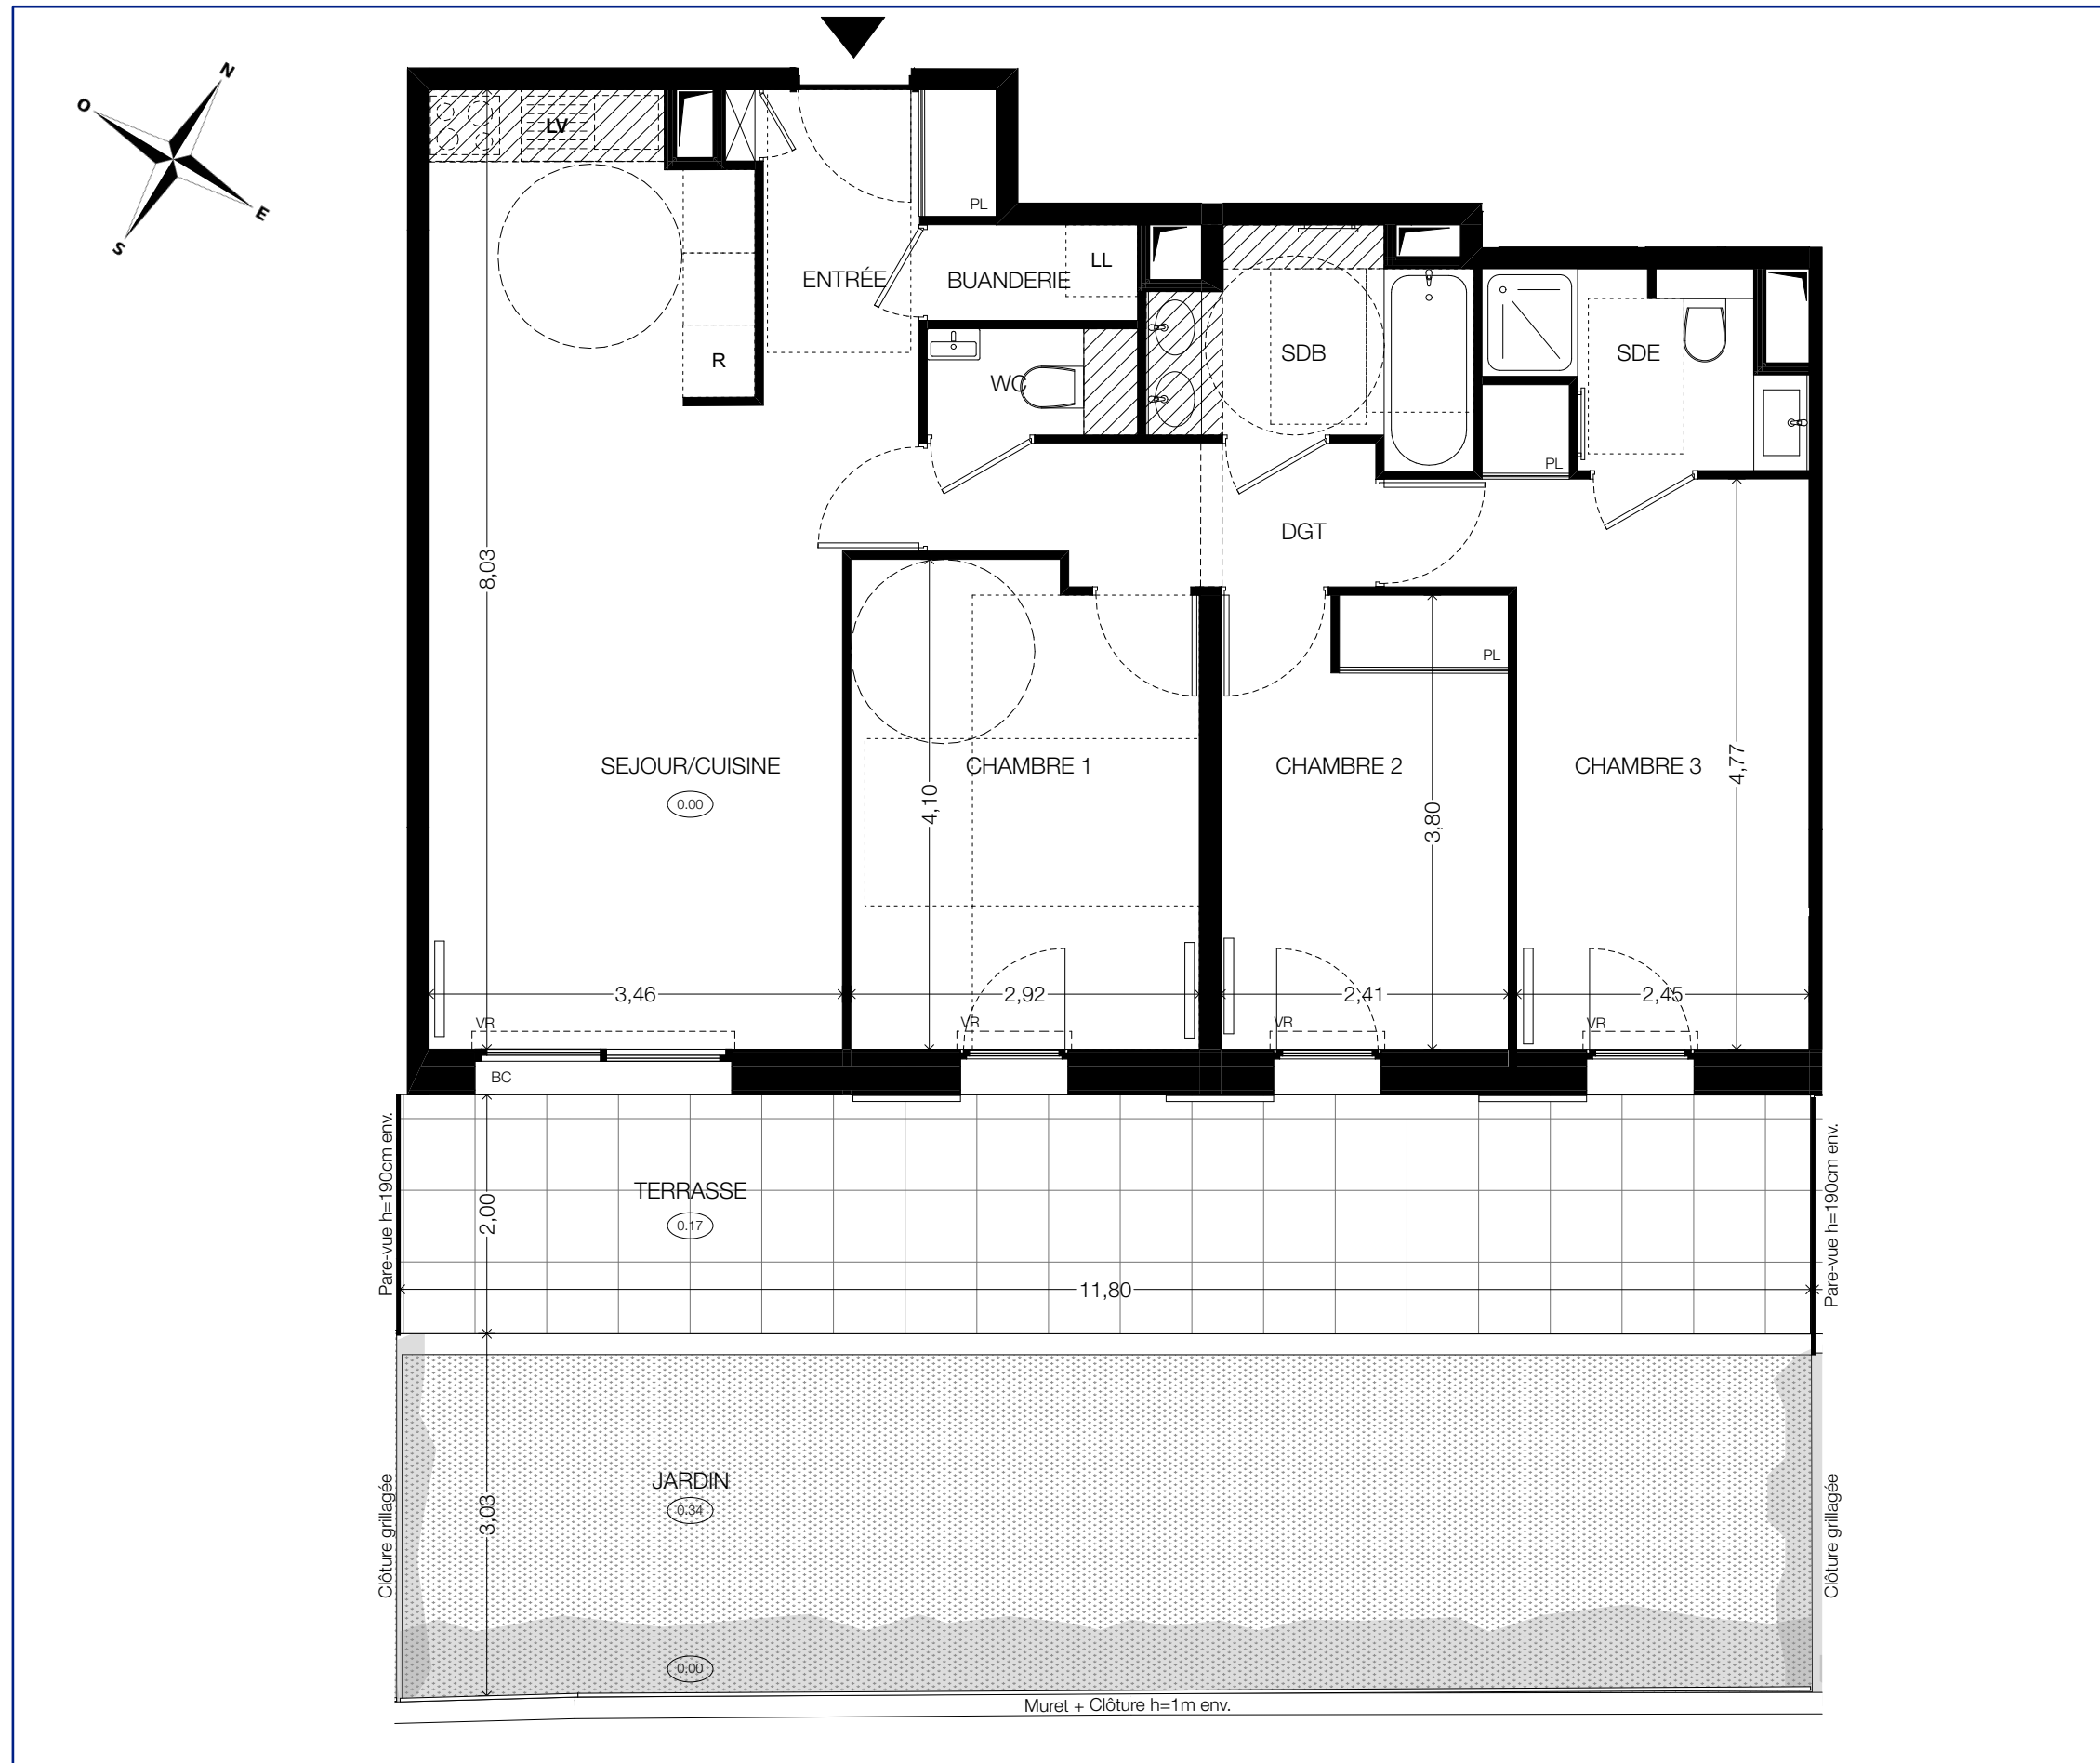 N
O
E
S
LV
PL
ENTRÉE
BUANDERIE
LL
R
WC
SDB
SDE
PL
DGT
8,03
PL
SEJOUR/CUISINE
0.00
CHAMBRE 1
4,10
CHAMBRE 2
3,80
CHAMBRE 3
4,77
3,46
2,92
2,41
2,45
VR
VR
VR
VR
BC
Pare-vue h=190cm env.
TERRASSE
0.17
2,00
11,80
Pare-vue h=190cm env.
Clôture grillagée
JARDIN
0.34
3,03
Clôture grillagée
0.00
Muret + Clôture h=1m env.